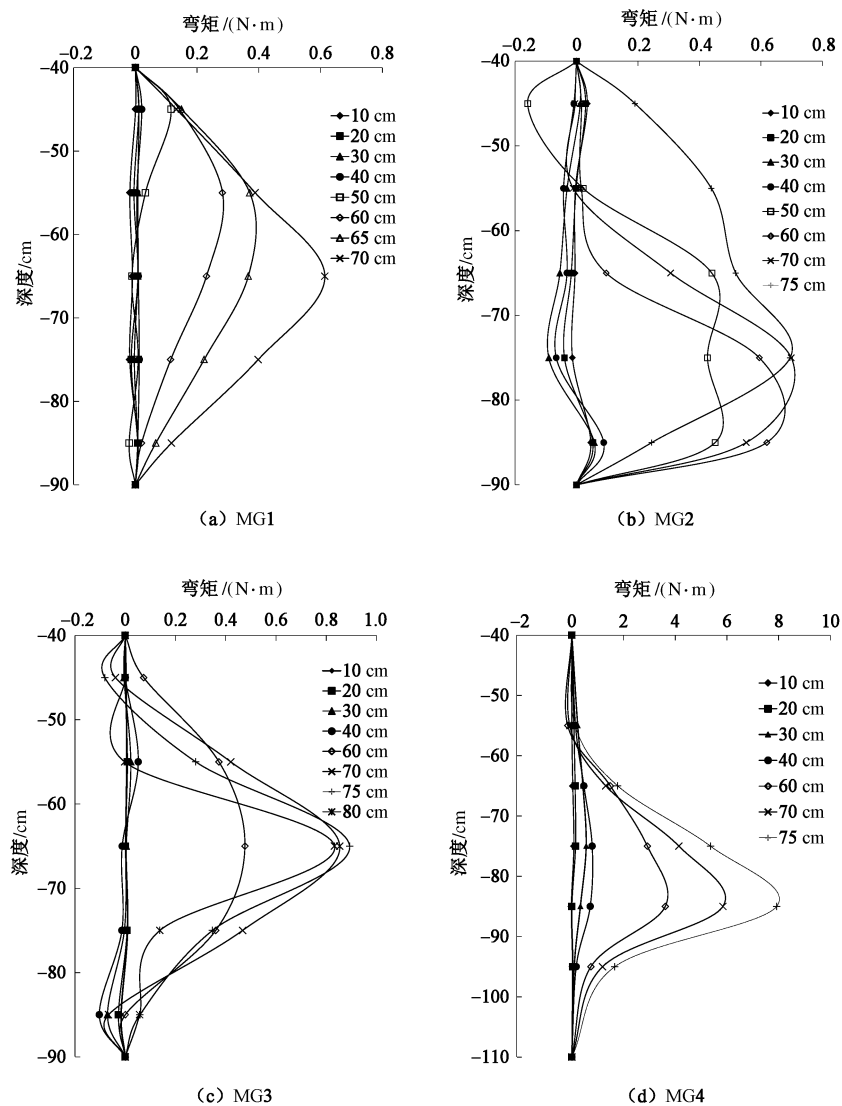 弯矩/(N·m)
−0.2 0 0.2 0.4 0.6 0.8
−40
−50
−60
−70
−80
−90
深度/cm
10 cm
20 cm
30 cm
40 cm
50 cm
60 cm
65 cm
70 cm
(a) MG1
弯矩/(N·m)
−0.2 0 0.2 0.4 0.6 0.8
−40
−50
−60
−70
−80
−90
深度/cm
10 cm
20 cm
30 cm
40 cm
50 cm
60 cm
70 cm
75 cm
(b) MG2
弯矩/(N·m)
−0.2 0 0.2 0.4 0.6 0.8 1.0
−40
−50
−60
−70
−80
−90
深度/cm
10 cm
20 cm
30 cm
40 cm
60 cm
70 cm
75 cm
80 cm
(c) MG3
弯矩/(N·m)
−2 0 2 4 6 8 10
−40
−50
−60
−70
−80
−90
−100
−110
深度/cm
10 cm
20 cm
30 cm
40 cm
60 cm
70 cm
75 cm
(d) MG4